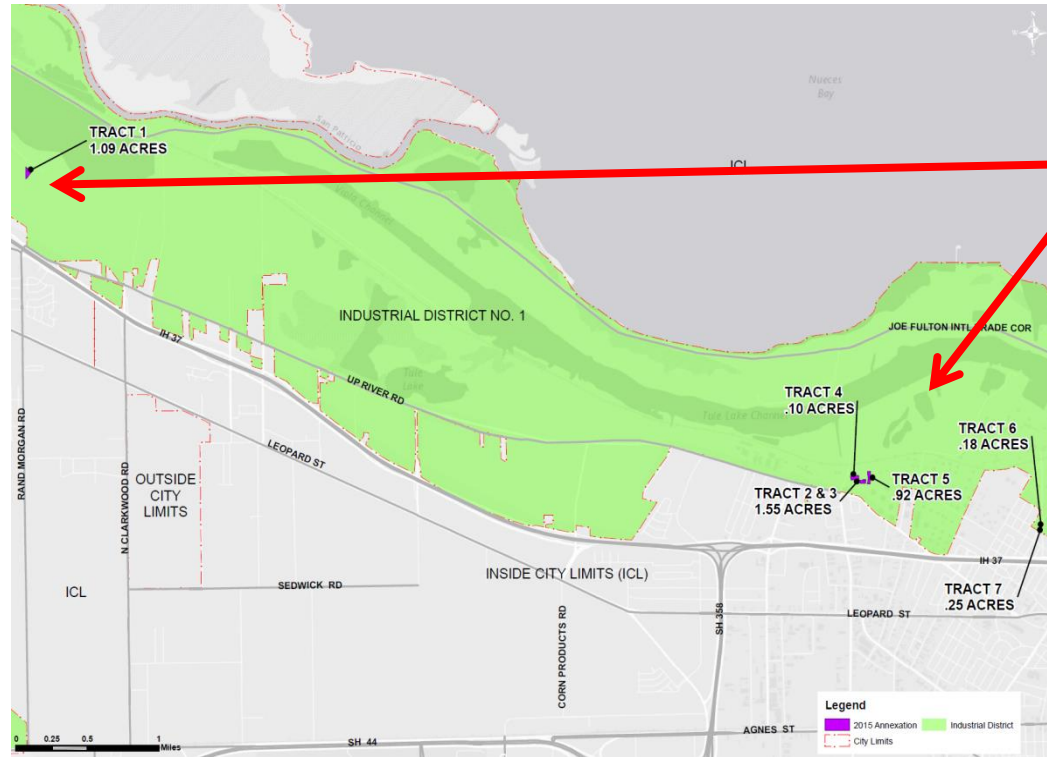 Nueces
Bay
TRACT 1
1.09 ACRES
San Patricio
ICL
Viola Channel
INDUSTRIAL DISTRICT NO. 1
JOE FULTON INTL TRADE COR
IH 37
UP RIVER RD
Tule
Lake
TRACT 4
.10 ACRES
Tule Lake Channel
TRACT 6
.18 ACRES
RAND MORGAN RD
N CLARKWOOD RD
LEOPARD ST
OUTSIDE
CITY
LIMITS
TRACT 2 & 3
1.55 ACRES
TRACT 5
.92 ACRES
IH 37
INSIDE CITY LIMITS (ICL)
ICL
SEDWICK RD
TRACT 7
.25 ACRES
CORN PRODUCTS RD
SH 358
LEOPARD ST
Legend
2015 Annexation
Industrial District
City Limits
AGNES ST
0 0.25 0.5 1
Miles
SH 44